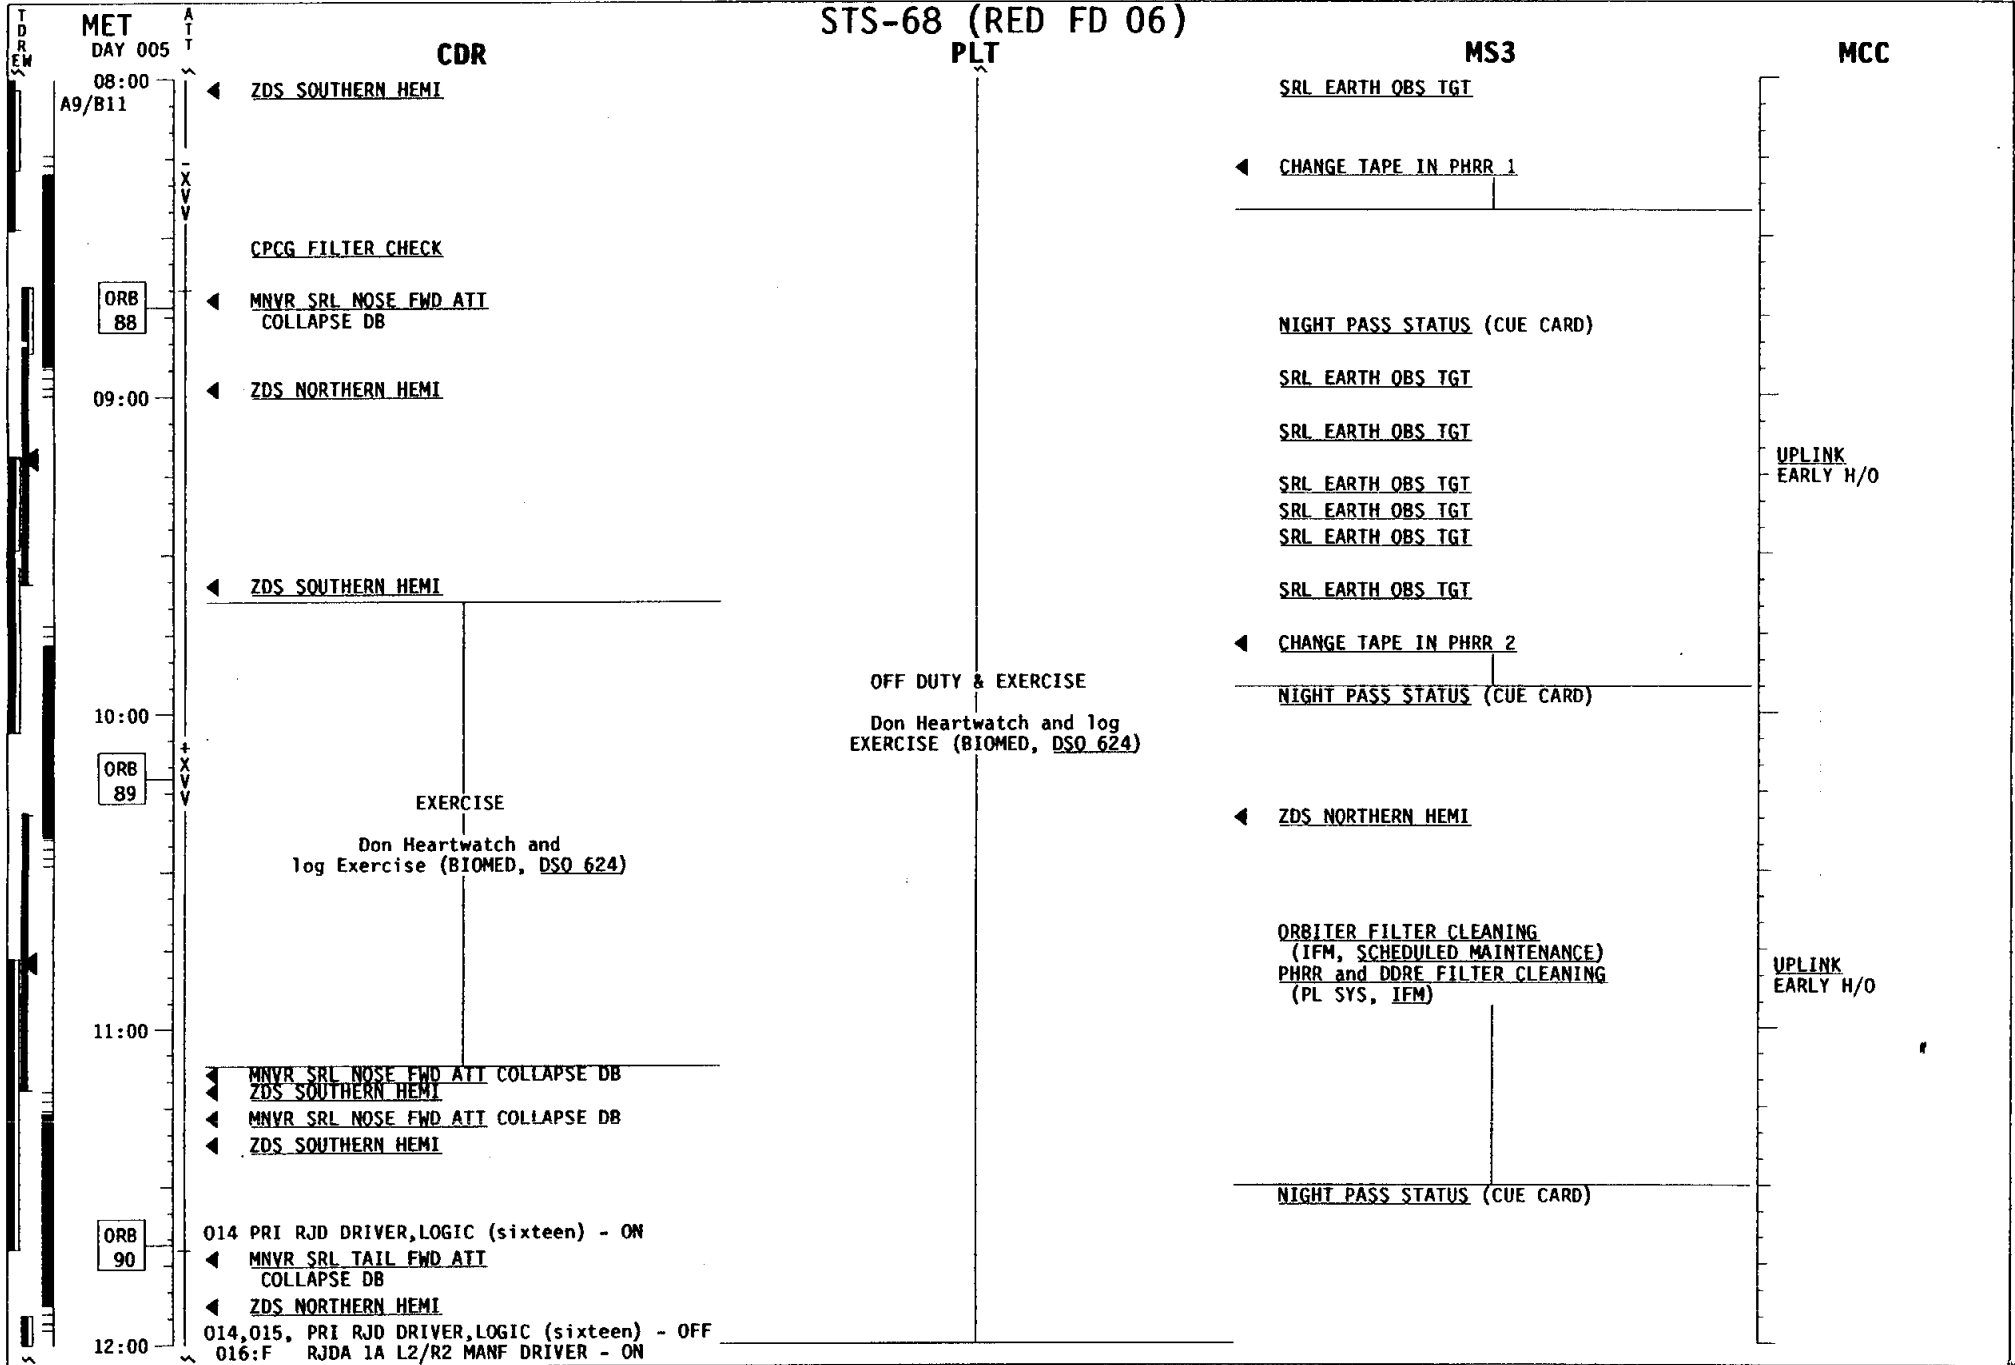 STS-68 (RED FD 06)
T D R E W
MET
DAY 005
A T T
CDR
PLT
MS3
MCC
08:00
A9/B11
ZDS SOUTHERN HEMI
SRL EARTH OBS TGT
CHANGE TAPE IN PHRR 1
-XVV
CPCG FILTER CHECK
ORB
88
MNVR SRL NOSE FWD ATT
COLLAPSE DB
NIGHT PASS STATUS (CUE CARD)
SRL EARTH OBS TGT
09:00
ZDS NORTHERN HEMI
SRL EARTH OBS TGT
UPLINK
EARLY H/O
SRL EARTH OBS TGT
SRL EARTH OBS TGT
SRL EARTH OBS TGT
ZDS SOUTHERN HEMI
SRL EARTH OBS TGT
CHANGE TAPE IN PHRR 2
OFF DUTY & EXERCISE
NIGHT PASS STATUS (CUE CARD)
10:00
Don Heartwatch and log
EXERCISE (BIOMED, DSO 624)
+XVV
ORB
89
EXERCISE
ZDS NORTHERN HEMI
Don Heartwatch and
log Exercise (BIOMED, DSO 624)
ORBITER FILTER CLEANING
(IFM, SCHEDULED MAINTENANCE)
PHRR and DDRE FILTER CLEANING
(PL SYS, IFM)
UPLINK
EARLY H/O
11:00
MNVR SRL NOSE FWD ATT COLLAPSE DB
ZDS SOUTHERN HEMI
MNVR SRL NOSE FWD ATT COLLAPSE DB
ZDS SOUTHERN HEMI
NIGHT PASS STATUS (CUE CARD)
ORB
90
014 PRI RJD DRIVER,LOGIC (sixteen) - ON
MNVR SRL TAIL FWD ATT
COLLAPSE DB
ZDS NORTHERN HEMI
014,015, PRI RJD DRIVER,LOGIC (sixteen) - OFF
12:00
016:F RJDA 1A L2/R2 MANF DRIVER - ON